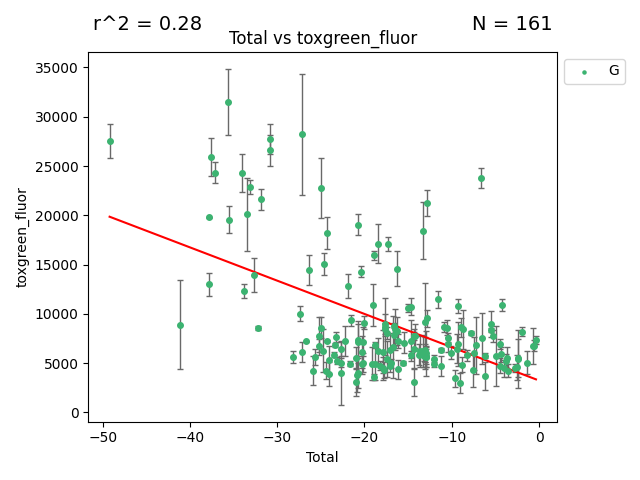 r^2 = 0.28
N = 161
Total vs toxgreen_fluor
G
35000
30000
25000
20000
15000
10000
5000
0
toxgreen_fluor
−50
−40
−30
−20
−10
0
Total